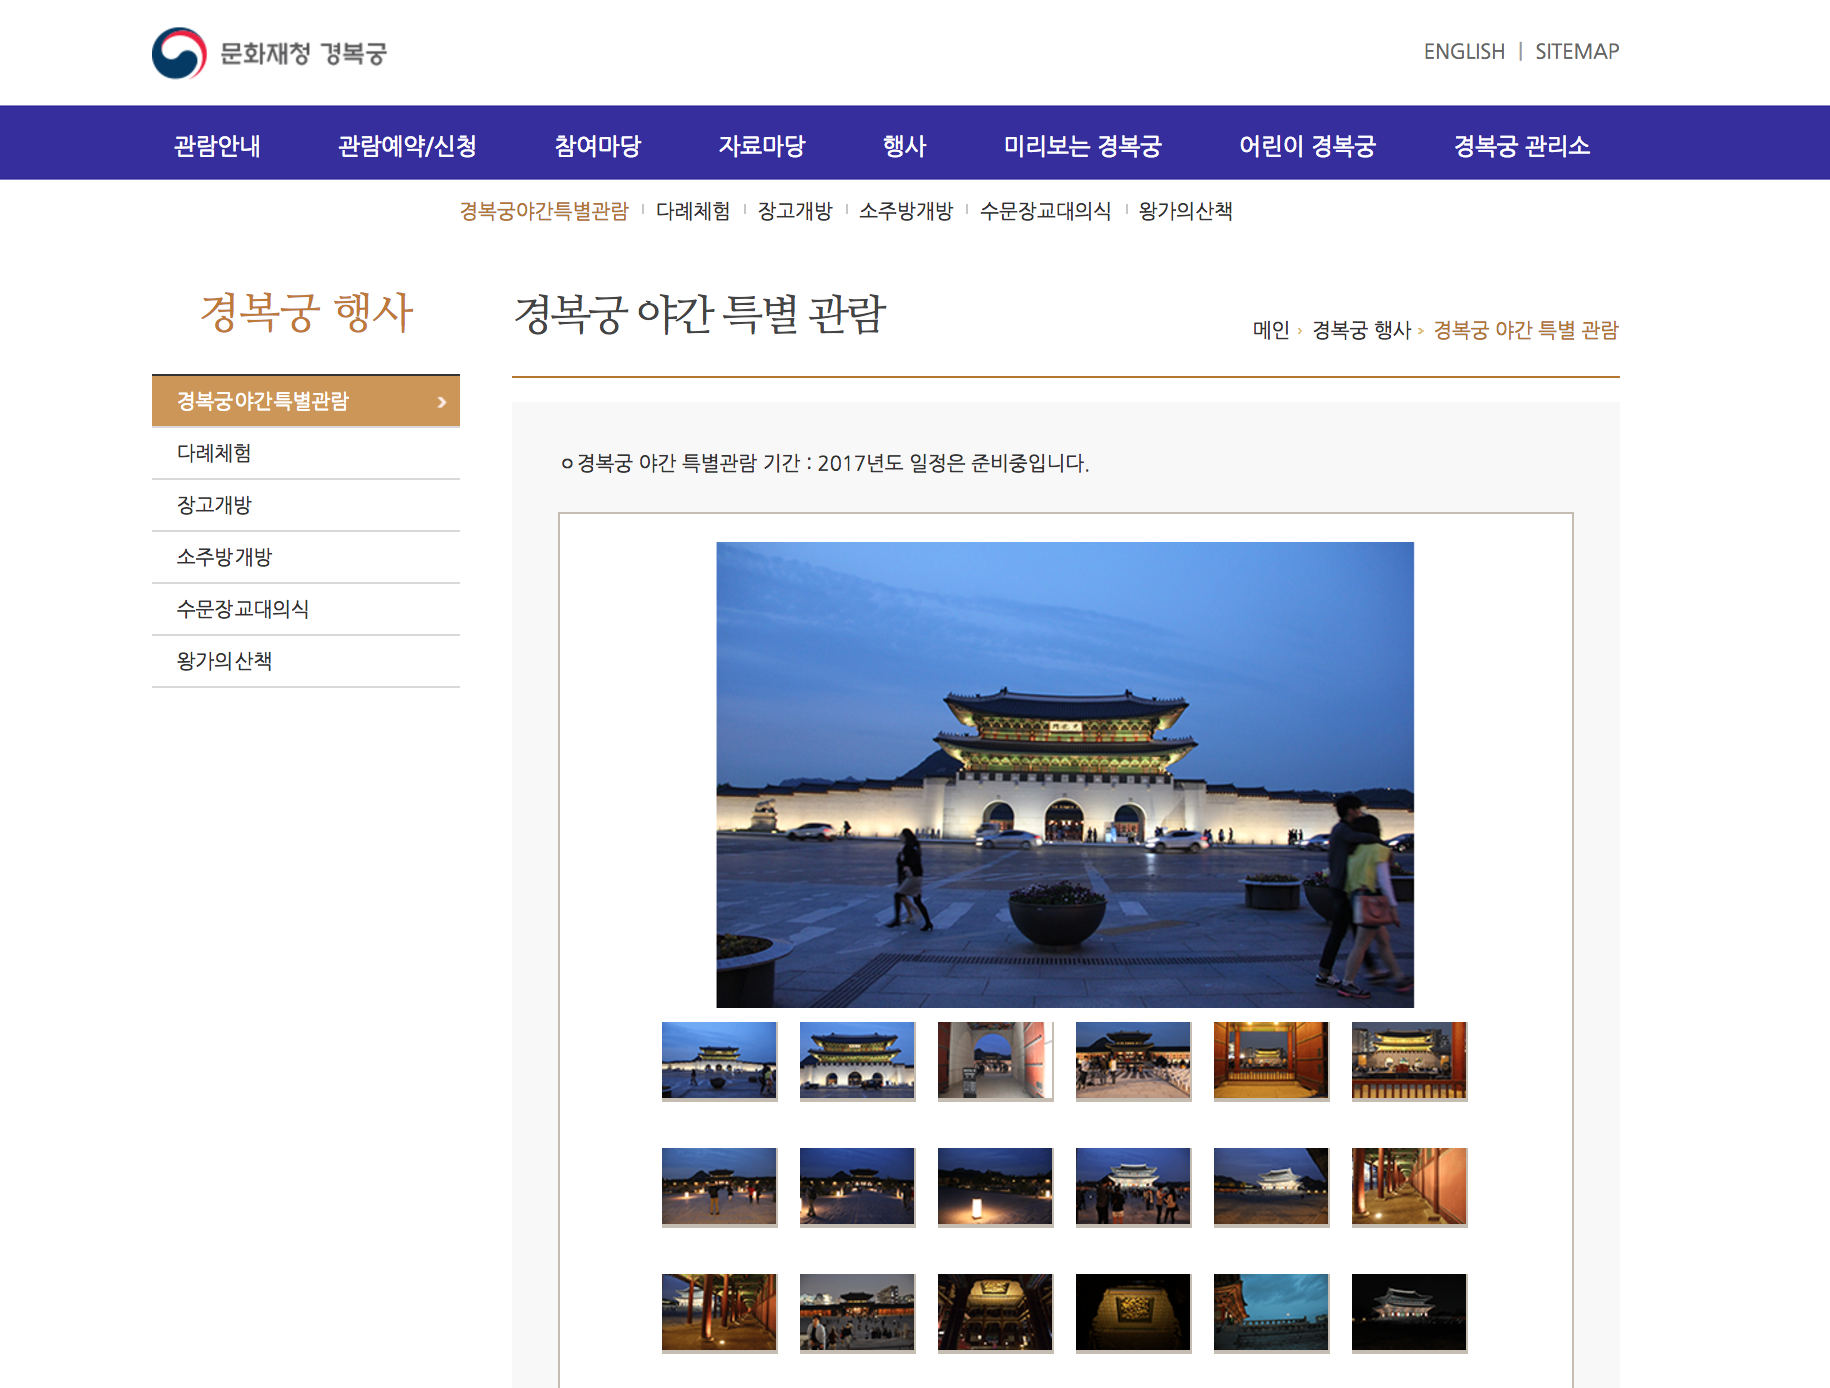 문화재청 경복궁
ENGLISH | SITEMAP
관람안내 관람예약/신청 참여마당 자료마당 행사 미리보는 경복궁 어린이 경복궁 경복궁 관리소
경복궁야간특별관람 다례체험 장고개방 소주방개방 수문장교대의식 왕가의산책
경복궁 행사
경복궁야간특별관람
다례체험
장고개방
소주방개방
수문장교대의식
왕가의산책
경복궁 야간 특별 관람
메인 › 경복궁 행사 › 경복궁 야간 특별 관람
ㅇ경복궁 야간 특별관람 기간 : 2017년도 일정은 준비중입니다.